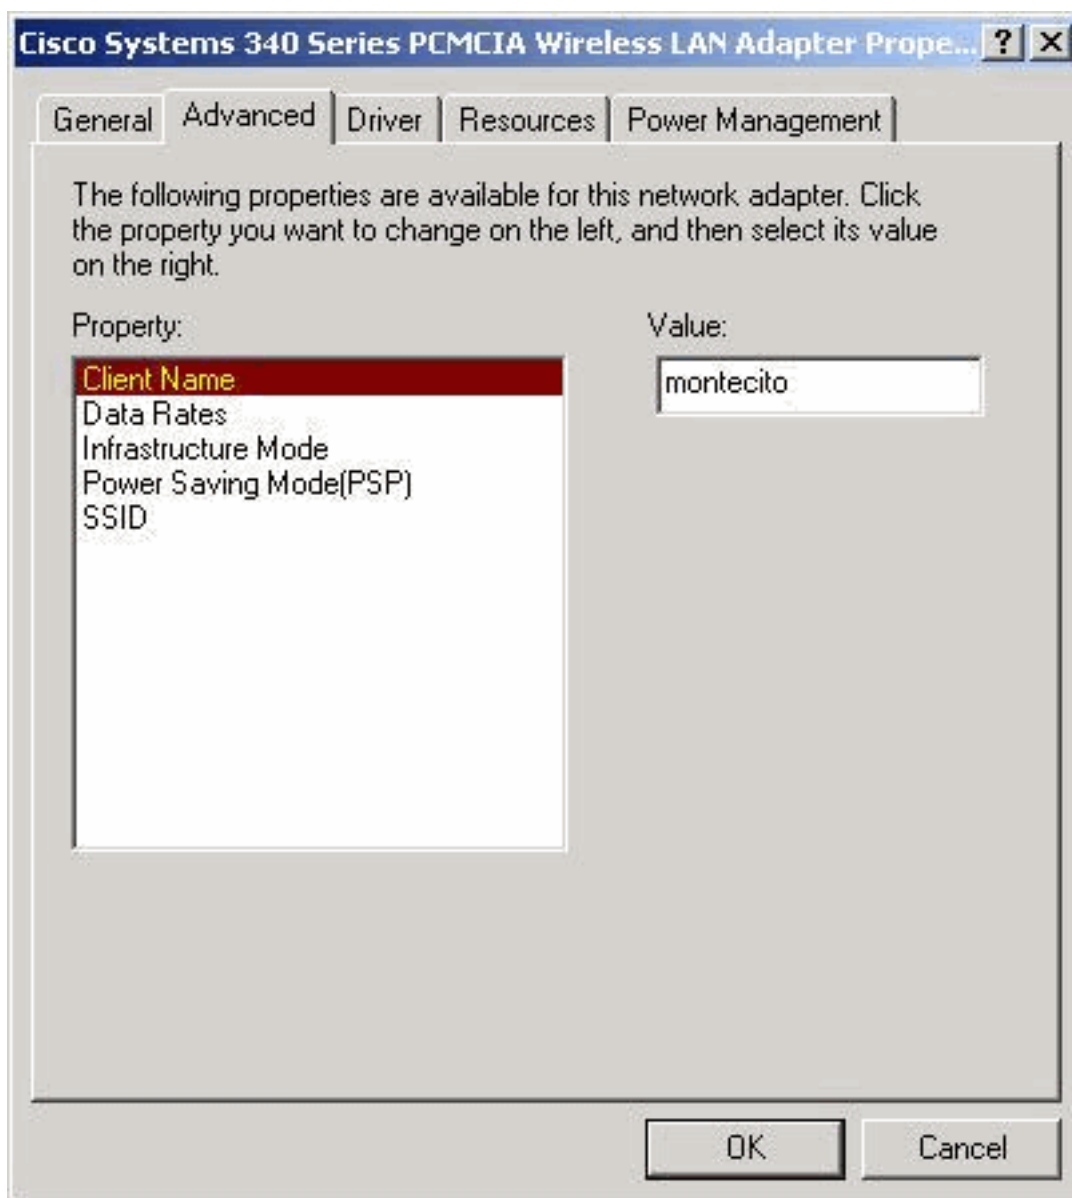 Cisco Systems 340 Series PCMCIA Wireless LAN Adapter Prope... ? X
General Advanced Driver Resources Power Management
The following properties are available for this network adapter. Click
the property you want to change on the left, and then select its value
on the right.
Property:
Value:
Client Name
montecito
Data Rates
Infrastructure Mode
Power Saving Mode(PSP)
SSID
OK Cancel